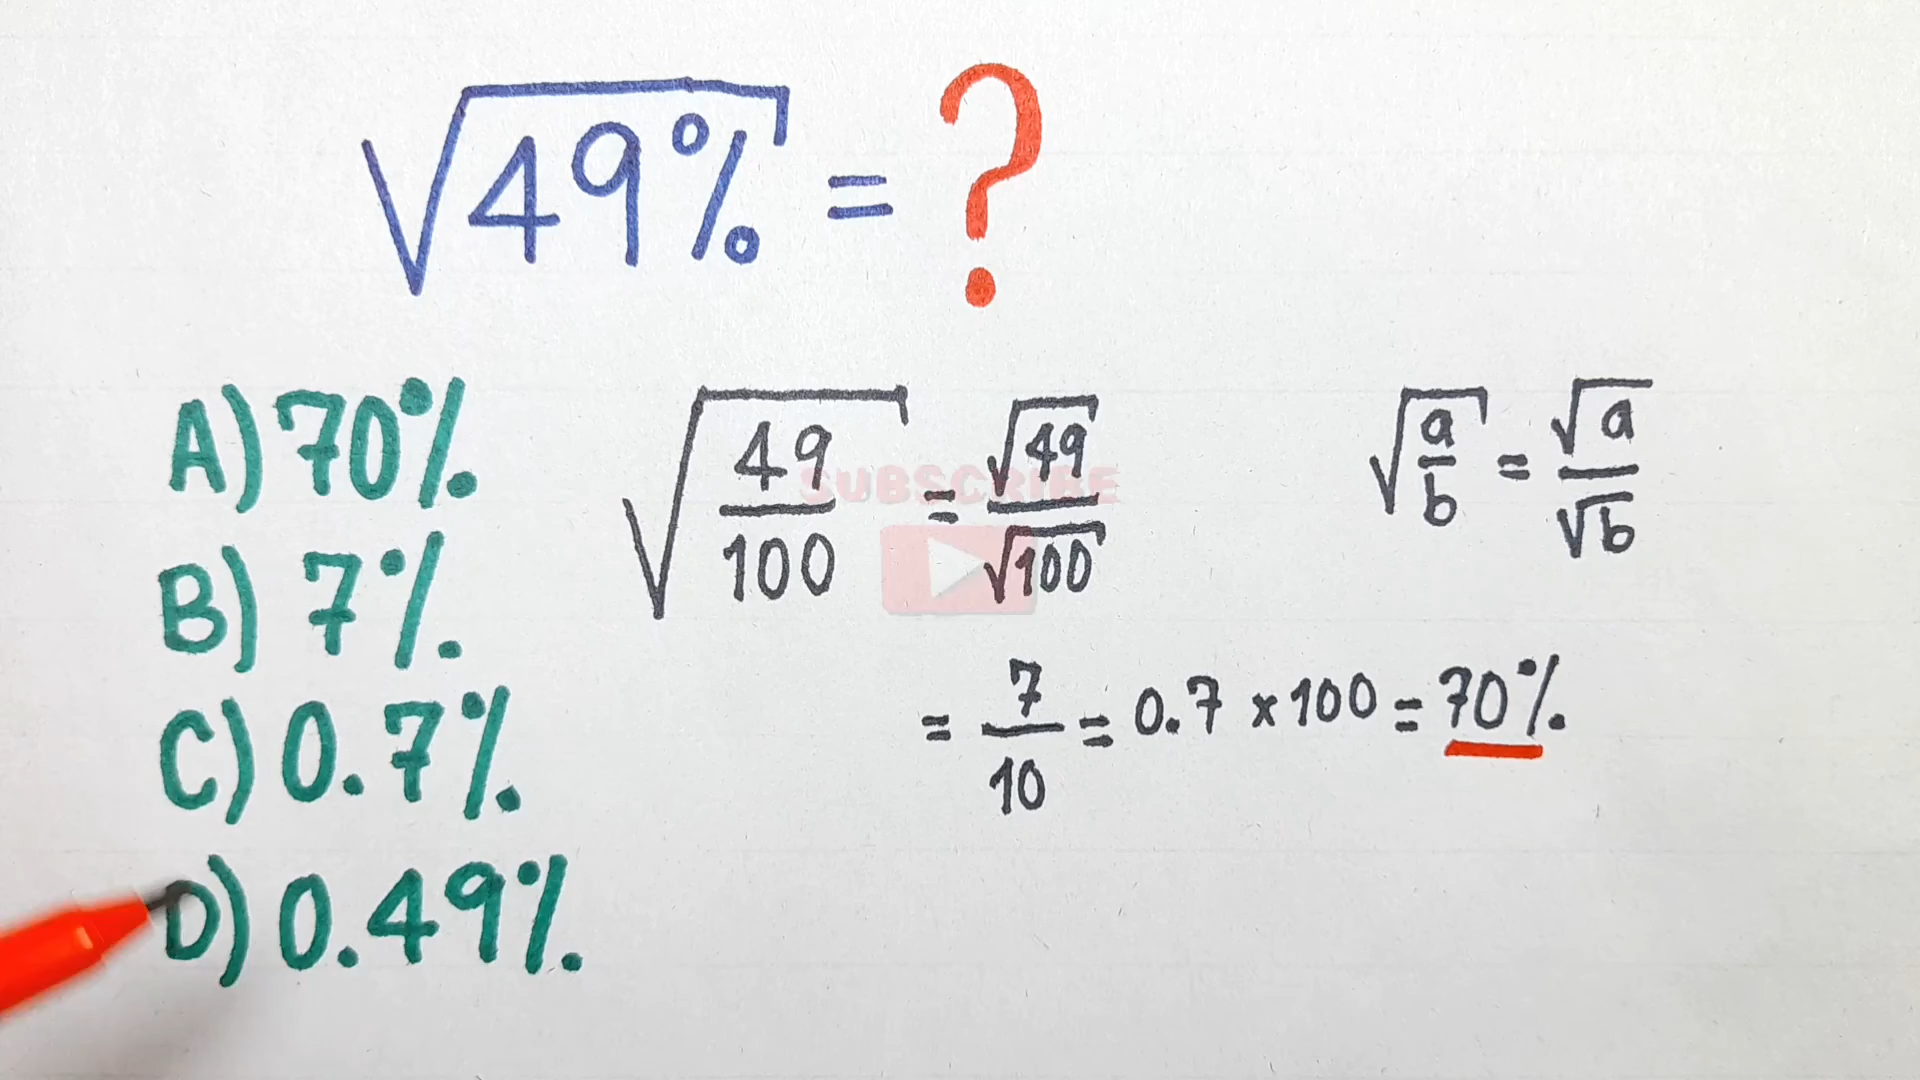 √49% = ?
A) 70%
B) 7%
C) 0.7%
D) 0.49%
√(49/100) = √49/√100
= 7/10 = 0.7 × 100 = 70%
√(a/b) = √a/√b
SUBSCRIBE